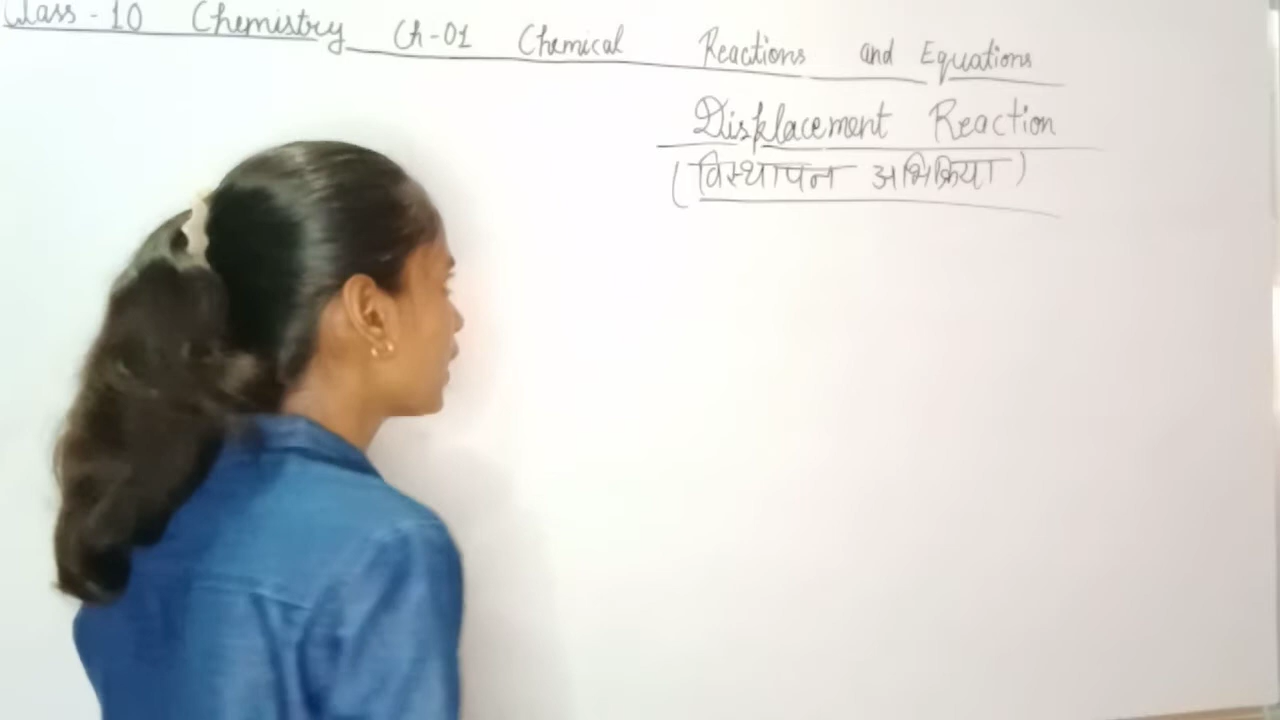 Class - 10 Chemistry Ch-01 Chemical Reactions and Equations
Displacement Reaction
(विस्थापन अभिक्रिया)